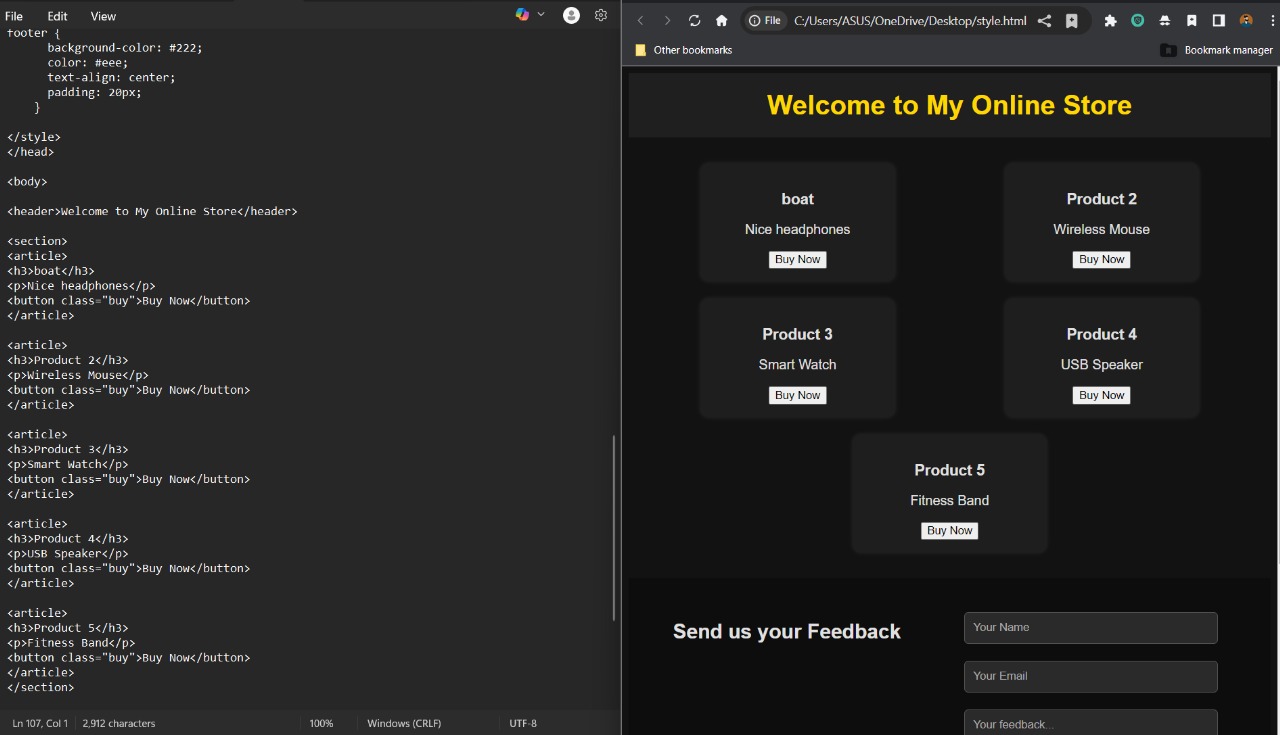 File Edit View
footer {
background-color: #222;
color: #eee;
text-align: center;
padding: 20px;
}
</style>
</head>
<body>
<header>Welcome to My Online Store</header>
<section>
<article>
<h3>boat</h3>
<p>Nice headphones</p>
<button class="buy">Buy Now</button>
</article>
<article>
<h3>Product 2</h3>
<p>Wireless Mouse</p>
<button class="buy">Buy Now</button>
</article>
<article>
<h3>Product 3</h3>
<p>Smart Watch</p>
<button class="buy">Buy Now</button>
</article>
<article>
<h3>Product 4</h3>
<p>USB Speaker</p>
<button class="buy">Buy Now</button>
</article>
<article>
<h3>Product 5</h3>
<p>Fitness Band</p>
<button class="buy">Buy Now</button>
</article>
</section>
Ln 107, Col 1 2,912 characters 100% Windows (CRLF) UTF-8
File C:/Users/ASUS/OneDrive/Desktop/style.html
Other bookmarks Bookmark manager
Welcome to My Online Store
boat
Nice headphones
Buy Now
Product 2
Wireless Mouse
Buy Now
Product 3
Smart Watch
Buy Now
Product 4
USB Speaker
Buy Now
Product 5
Fitness Band
Buy Now
Send us your Feedback
Your Name
Your Email
Your feedback...